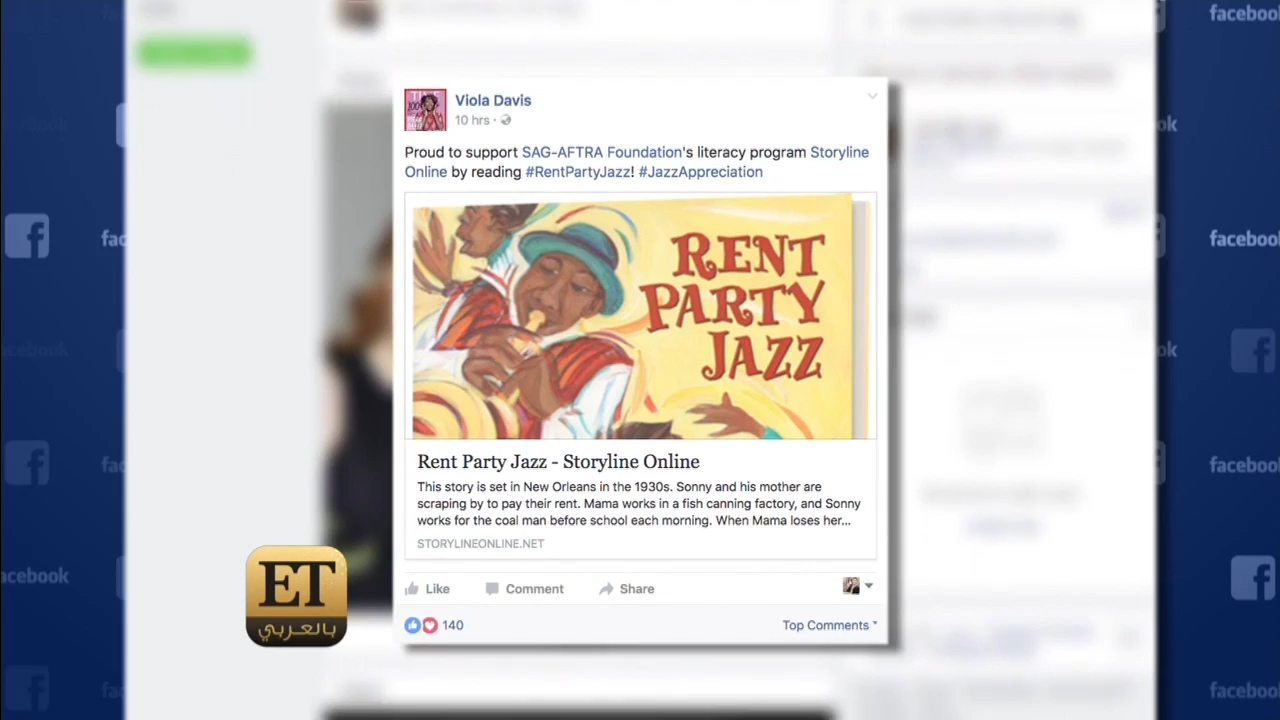 Viola Davis
10 hrs ·
Proud to support SAG-AFTRA Foundation's literacy program Storyline
Online by reading #RentPartyJazz! #JazzAppreciation
RENT
PARTY
JAZZ
Rent Party Jazz - Storyline Online
This story is set in New Orleans in the 1930s. Sonny and his mother are
scraping by to pay their rent. Mama works in a fish canning factory, and Sonny
works for the coal man before school each morning. When Mama loses her...
STORYLINEONLINE.NET
Like Comment Share
140 Top Comments
ET
بالعربي
facebook
facebook
facebook
facebook
facebook